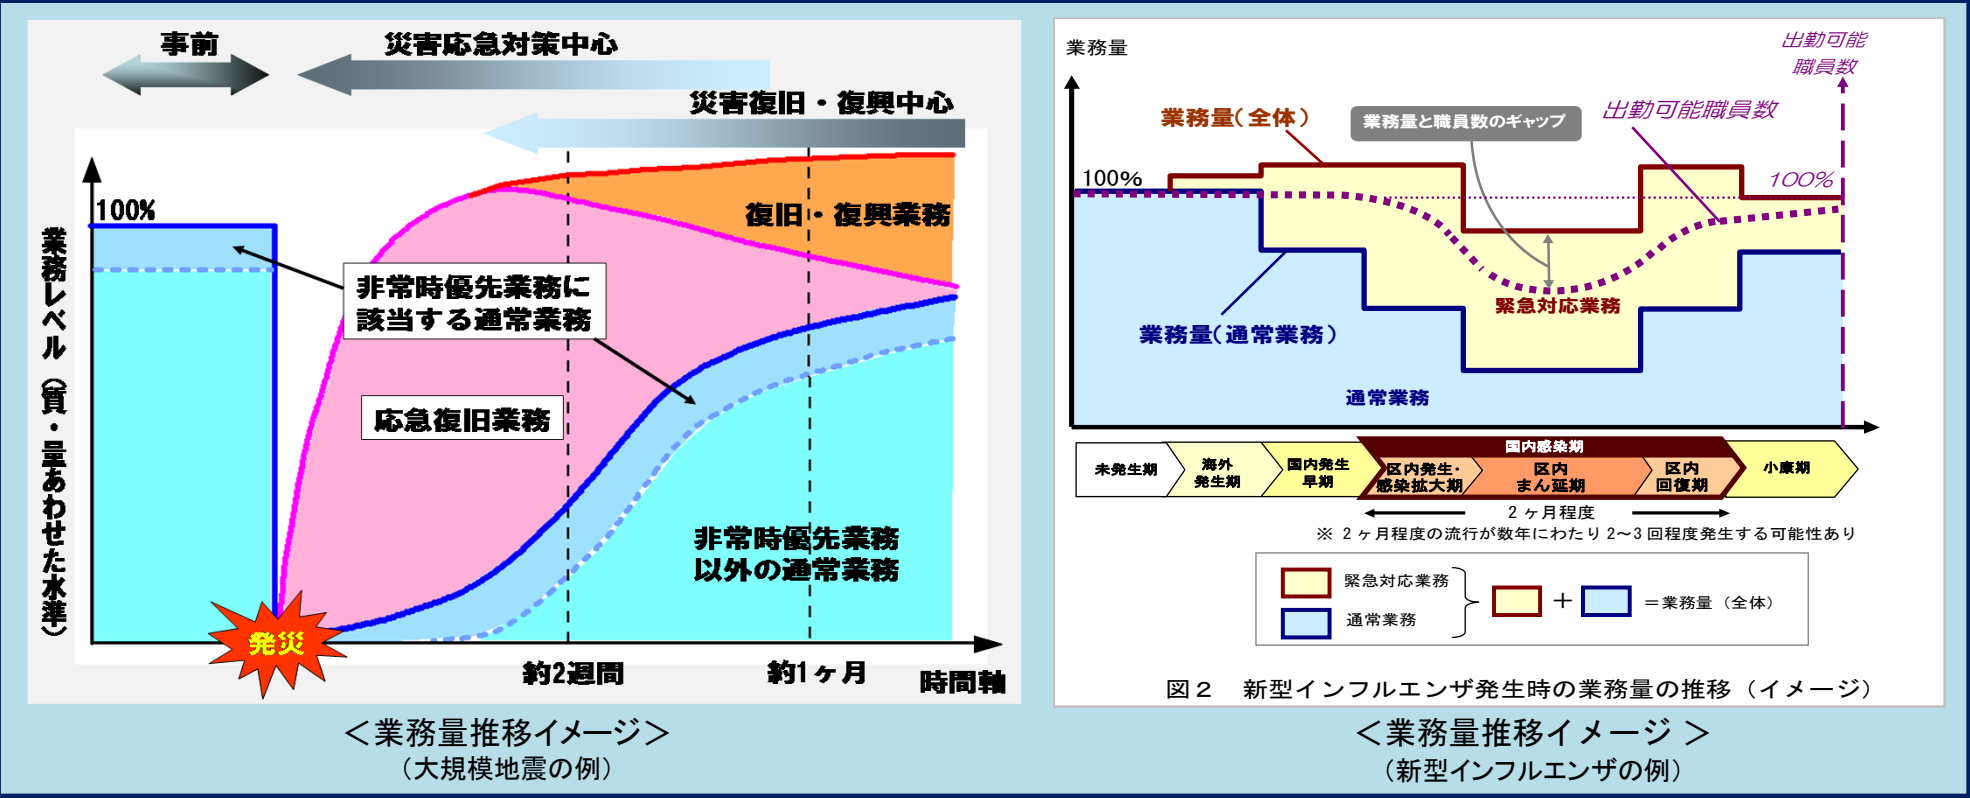 事前
災害応急対策中心
災害復旧・復興中心
100%
業務レベル（質・量あわせた水準）
復旧・復興業務
非常時優先業務に
該当する通常業務
応急復旧業務
非常時優先業務
以外の通常業務
発災
約2週間
約1ヶ月
時間軸
＜業務量推移イメージ＞
（大規模地震の例）
業務量
出勤可能
職員数
業務量（全体）
業務量と職員数のギャップ
出勤可能職員数
100%
100%
緊急対応業務
業務量（通常業務）
通常業務
未発生期
海外
発生期
国内発生
早期
国内感染期
区内発生・
感染拡大期
区内
まん延期
区内
回復期
小康期
2ヶ月程度
※ 2ヶ月程度の流行が数年にわたり2～3回程度発生する可能性あり
緊急対応業務
通常業務
＋
＝業務量（全体）
図２　新型インフルエンザ発生時の業務量の推移（イメージ）
＜業務量推移イメージ ＞
（新型インフルエンザの例）